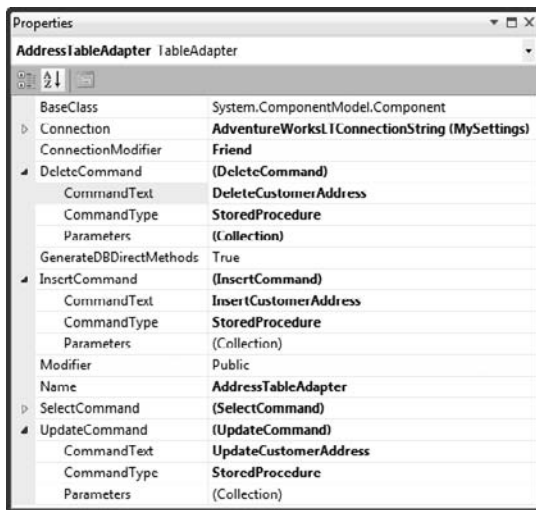 Properties
AddressTableAdapter TableAdapter
BaseClass System.ComponentModel.Component
Connection AdventureWorksLTConnectionString (MySettings)
ConnectionModifier Friend
DeleteCommand (DeleteCommand)
CommandText DeleteCustomerAddress
CommandType StoredProcedure
Parameters (Collection)
GenerateDBDirectMethods True
InsertCommand (InsertCommand)
CommandText InsertCustomerAddress
CommandType StoredProcedure
Parameters (Collection)
Modifier Public
Name AddressTableAdapter
SelectCommand (SelectCommand)
UpdateCommand (UpdateCommand)
CommandText UpdateCustomerAddress
CommandType StoredProcedure
Parameters (Collection)